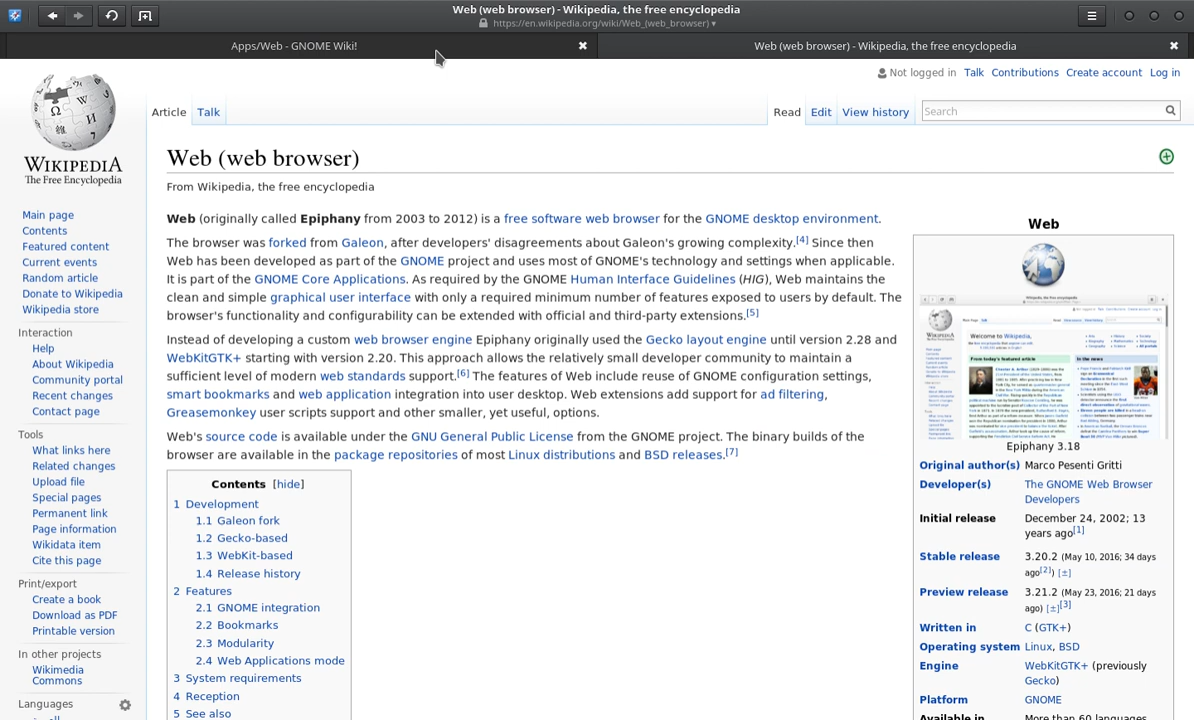 Web (web browser) - Wikipedia, the free encyclopedia
https://en.wikipedia.org/wiki/Web_(web_browser) ▾
Apps/Web - GNOME Wiki!
Web (web browser) - Wikipedia, the free encyclopedia
Not logged in Talk Contributions Create account Log in
Article Talk
Read Edit View history
Search
WIKIPEDIA
The Free Encyclopedia
Main page
Contents
Featured content
Current events
Random article
Donate to Wikipedia
Wikipedia store
Interaction
Help
About Wikipedia
Community portal
Recent changes
Contact page
Tools
What links here
Related changes
Upload file
Special pages
Permanent link
Page information
Wikidata item
Cite this page
Print/export
Create a book
Download as PDF
Printable version
In other projects
Wikimedia
Commons
Languages
Web (web browser)
From Wikipedia, the free encyclopedia
Web (originally called Epiphany from 2003 to 2012) is a free software web browser for the GNOME desktop environment.
The browser was forked from Galeon, after developers' disagreements about Galeon's growing complexity.[4] Since then
Web has been developed as part of the GNOME project and uses most of GNOME's technology and settings when applicable.
It is part of the GNOME Core Applications. As required by the GNOME Human Interface Guidelines (HIG), Web maintains the
clean and simple graphical user interface with only a required minimum number of features exposed to users by default. The
browser's functionality and configurability can be extended with official and third-party extensions.[5]
Instead of developing a custom web browser engine Epiphany originally used the Gecko layout engine until version 2.28 and
WebKitGTK+ starting with version 2.20. This approach allows the relatively small developer community to maintain a
sufficient level of modern web standards support.[6] The features of Web include reuse of GNOME configuration settings,
smart bookmarks and web application integration into user desktop. Web extensions add support for ad filtering,
Greasemonkey user scripts support and other smaller, yet useful, options.
Web's source code is available under the GNU General Public License from the GNOME project. The binary builds of the
browser are available in the package repositories of most Linux distributions and BSD releases.[7]
Contents [hide]
1 Development
1.1 Galeon fork
1.2 Gecko-based
1.3 WebKit-based
1.4 Release history
2 Features
2.1 GNOME integration
2.2 Bookmarks
2.3 Modularity
2.4 Web Applications mode
3 System requirements
4 Reception
5 See also
Web
Welcome to Wikipedia,
From today's featured article
In the news
Epiphany 3.18
Original author(s) Marco Pesenti Gritti
Developer(s) The GNOME Web Browser
Developers
Initial release December 24, 2002; 13
years ago[1]
Stable release 3.20.2 (May 10, 2016; 34 days
ago[2]) [±]
Preview release 3.21.2 (May 23, 2016; 21 days
ago) [±][3]
Written in C (GTK+)
Operating system Linux, BSD
Engine WebKitGTK+ (previously
Gecko)
Platform GNOME
Available in More than 60 languages